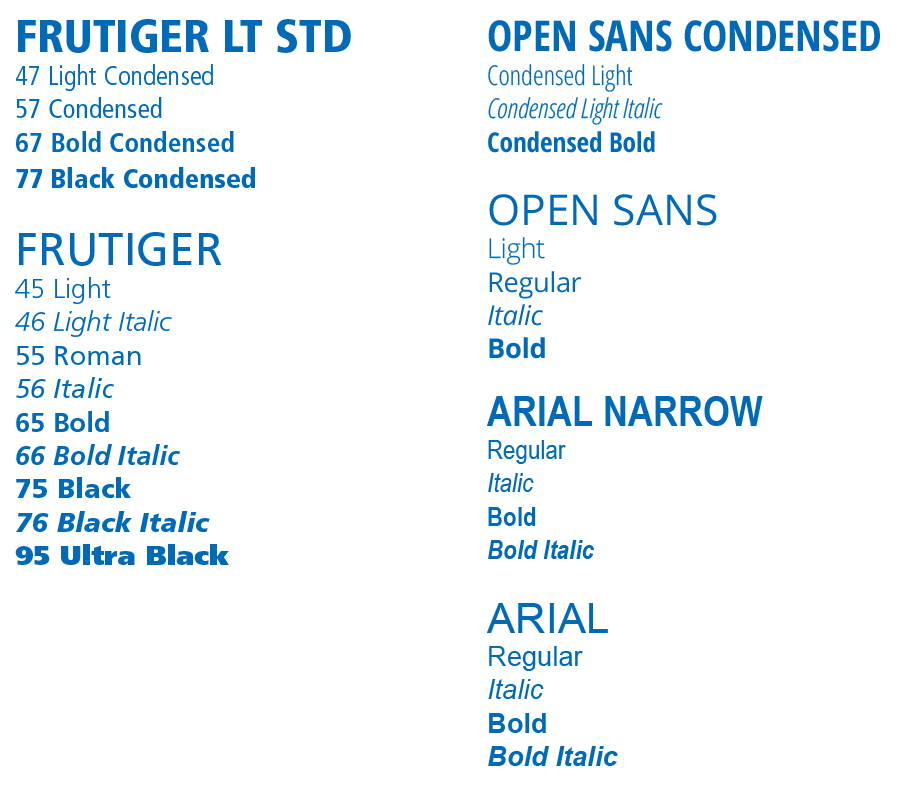 FRUTIGER LT STD
47 Light Condensed
57 Condensed
67 Bold Condensed
77 Black Condensed
FRUTIGER
45 Light
46 Light Italic
55 Roman
56 Italic
65 Bold
66 Bold Italic
75 Black
76 Black Italic
95 Ultra Black
OPEN SANS CONDENSED
Condensed Light
Condensed Light Italic
Condensed Bold
OPEN SANS
Light
Regular
Italic
Bold
ARIAL NARROW
Regular
Italic
Bold
Bold Italic
ARIAL
Regular
Italic
Bold
Bold Italic